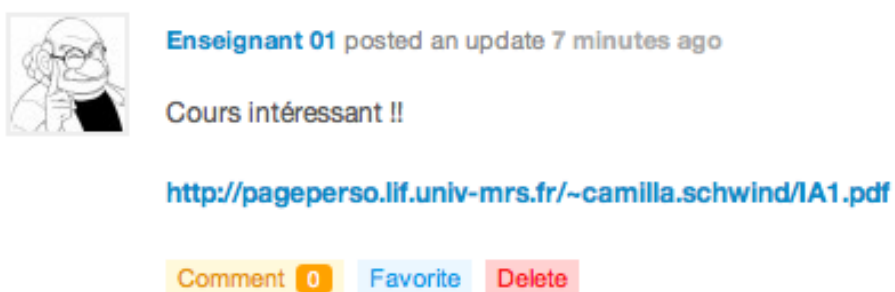 Enseignant 01 posted an update 7 minutes ago
Cours intéressant !!
http://pageperso.lif.univ-mrs.fr/~camilla.schwind/IA1.pdf
Comment 0 Favorite Delete